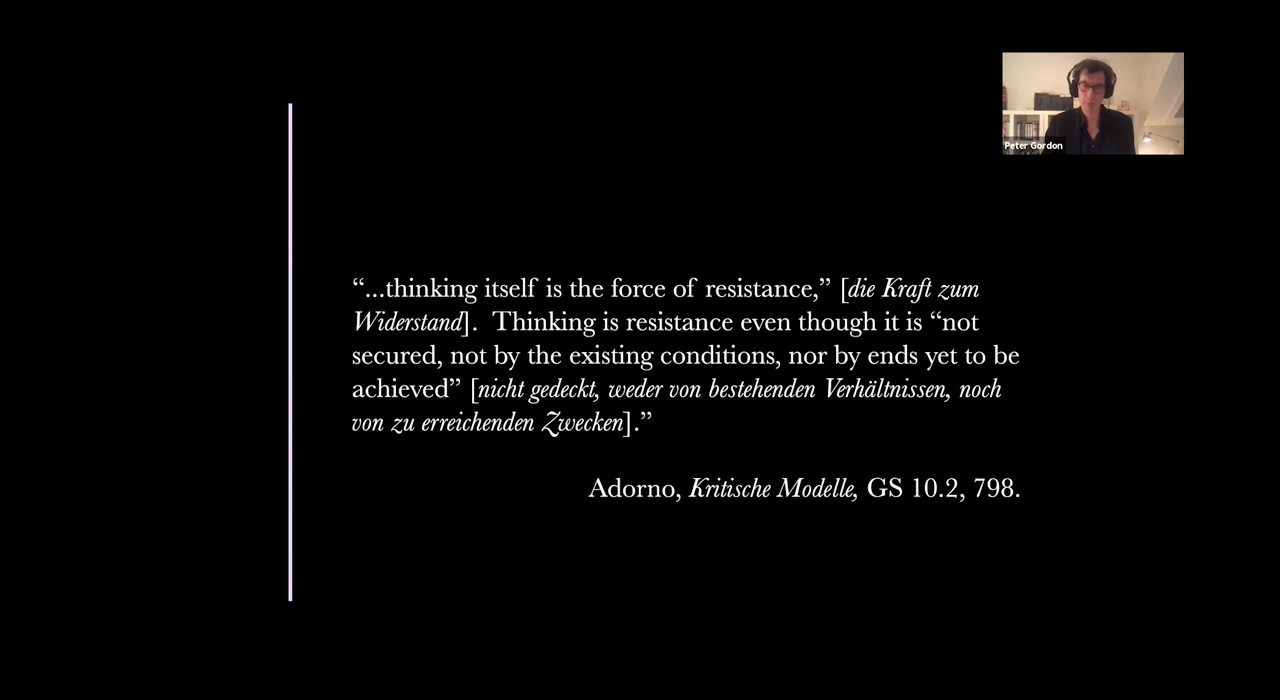 Peter Gordon
“...thinking itself is the force of resistance,” [die Kraft zum
Widerstand]. Thinking is resistance even though it is “not
secured, not by the existing conditions, nor by ends yet to be
achieved” [nicht gedeckt, weder von bestehenden Verhältnissen, noch
von zu erreichenden Zwecken].”
Adorno, Kritische Modelle, GS 10.2, 798.